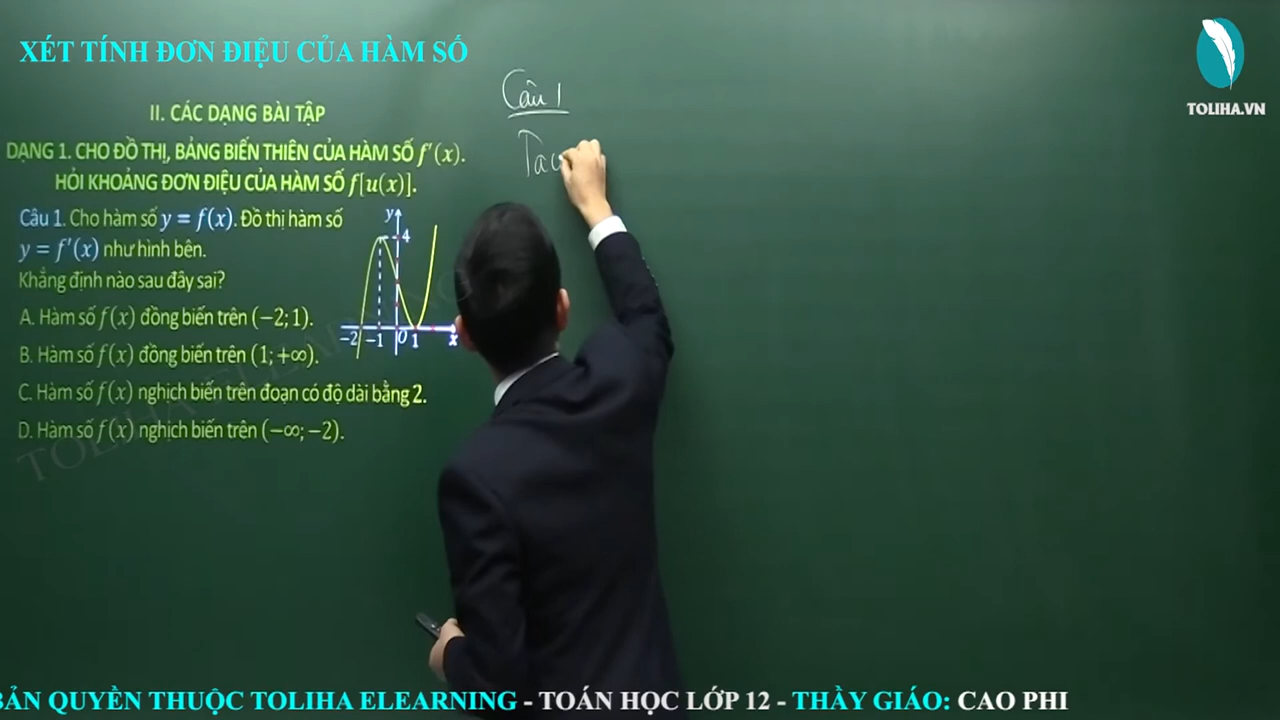 XÉT TÍNH ĐƠN ĐIỆU CỦA HÀM SỐ
TOLIHA.VN
II. CÁC DẠNG BÀI TẬP
DẠNG 1. CHO ĐỒ THỊ, BẢNG BIẾN THIÊN CỦA HÀM SỐ f'(x).
HỎI KHOẢNG ĐƠN ĐIỆU CỦA HÀM SỐ f[u(x)].
Câu 1. Cho hàm số y = f(x). Đồ thị hàm số
y = f'(x) như hình bên.
Khẳng định nào sau đây sai?
A. Hàm số f(x) đồng biến trên (−2; 1).
B. Hàm số f(x) đồng biến trên (1; +∞).
C. Hàm số f(x) nghịch biến trên đoạn có độ dài bằng 2.
D. Hàm số f(x) nghịch biến trên (−∞; −2).
y
4
−2 −1 O 1 x
Câu 1
Ta
TOLIHA ELEARNING
BẢN QUYỀN THUỘC TOLIHA ELEARNING - TOÁN HỌC LỚP 12 - THẦY GIÁO: CAO PHI